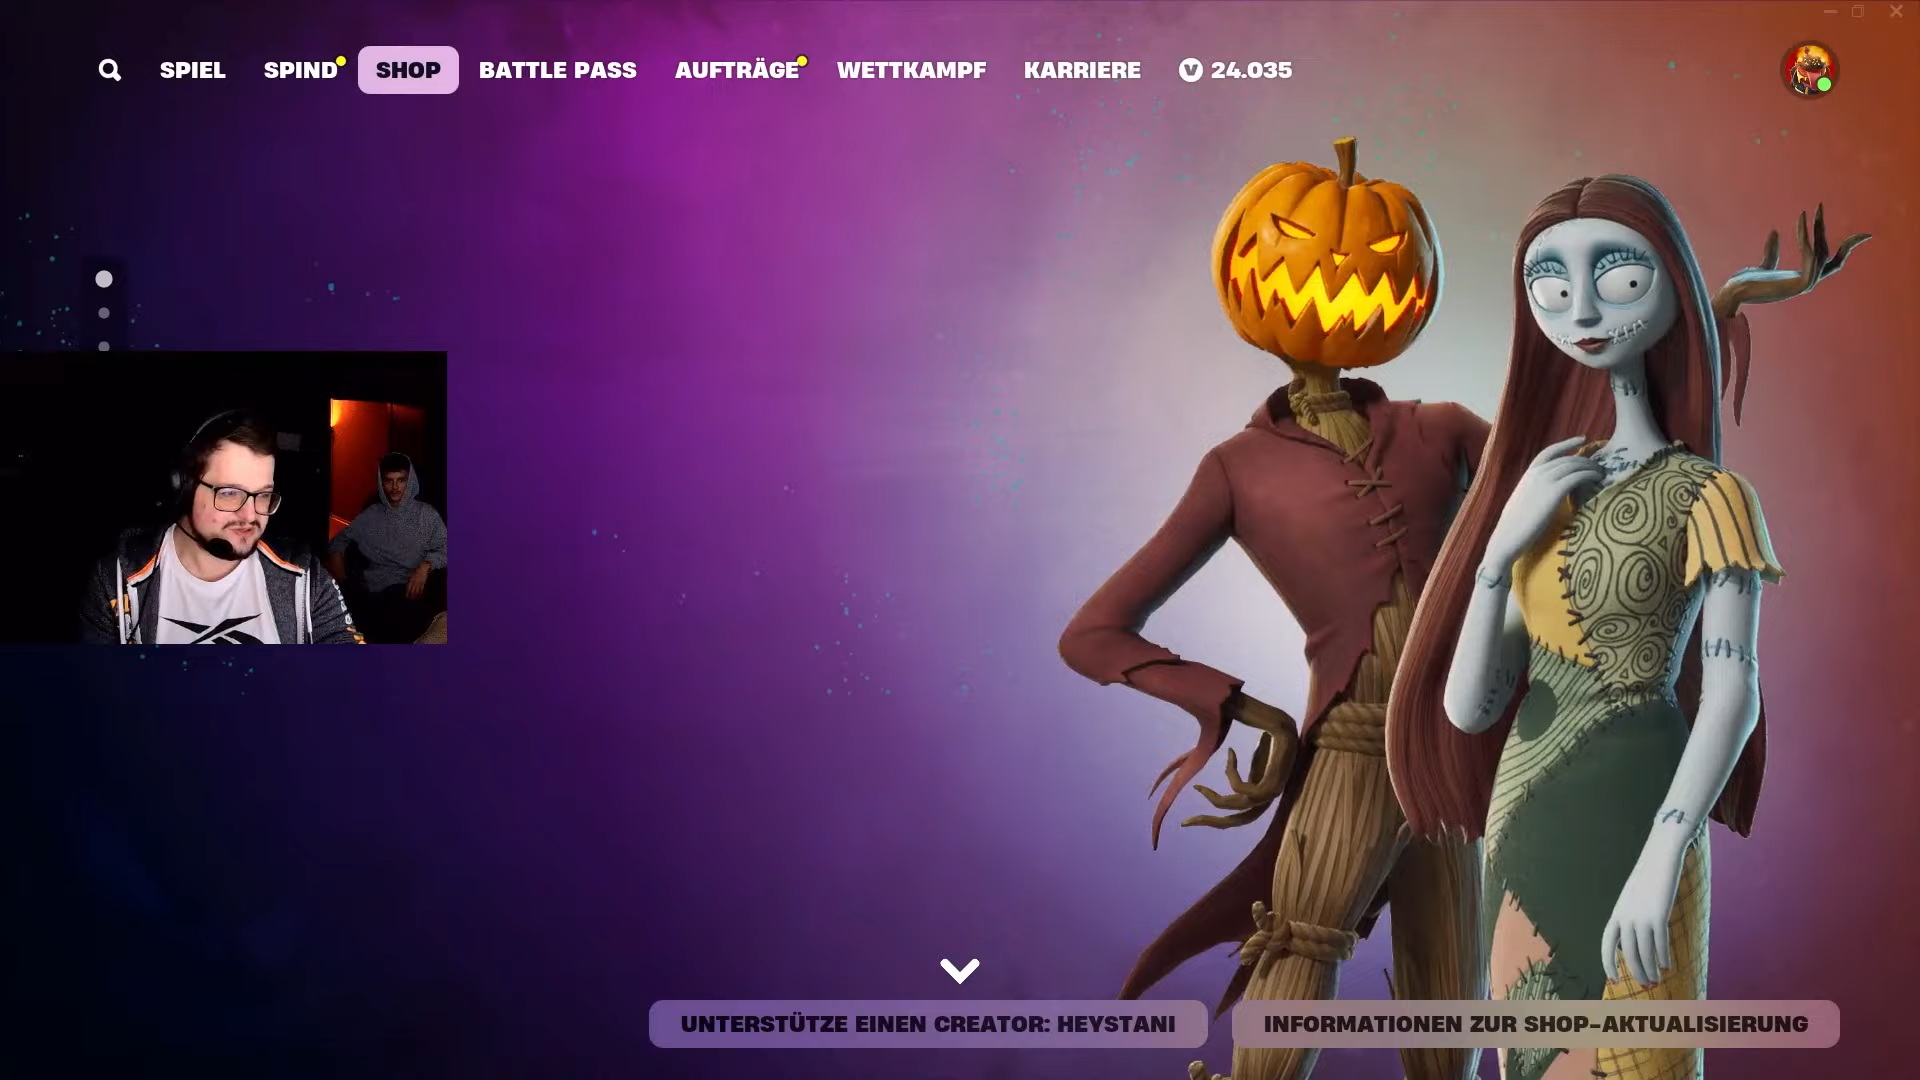 SPIEL
SPIND
SHOP
BATTLE PASS
AUFTRÄGE
WETTKAMPF
KARRIERE
24.035
UNTERSTÜTZE EINEN CREATOR: HEYSTANI
INFORMATIONEN ZUR SHOP-AKTUALISIERUNG